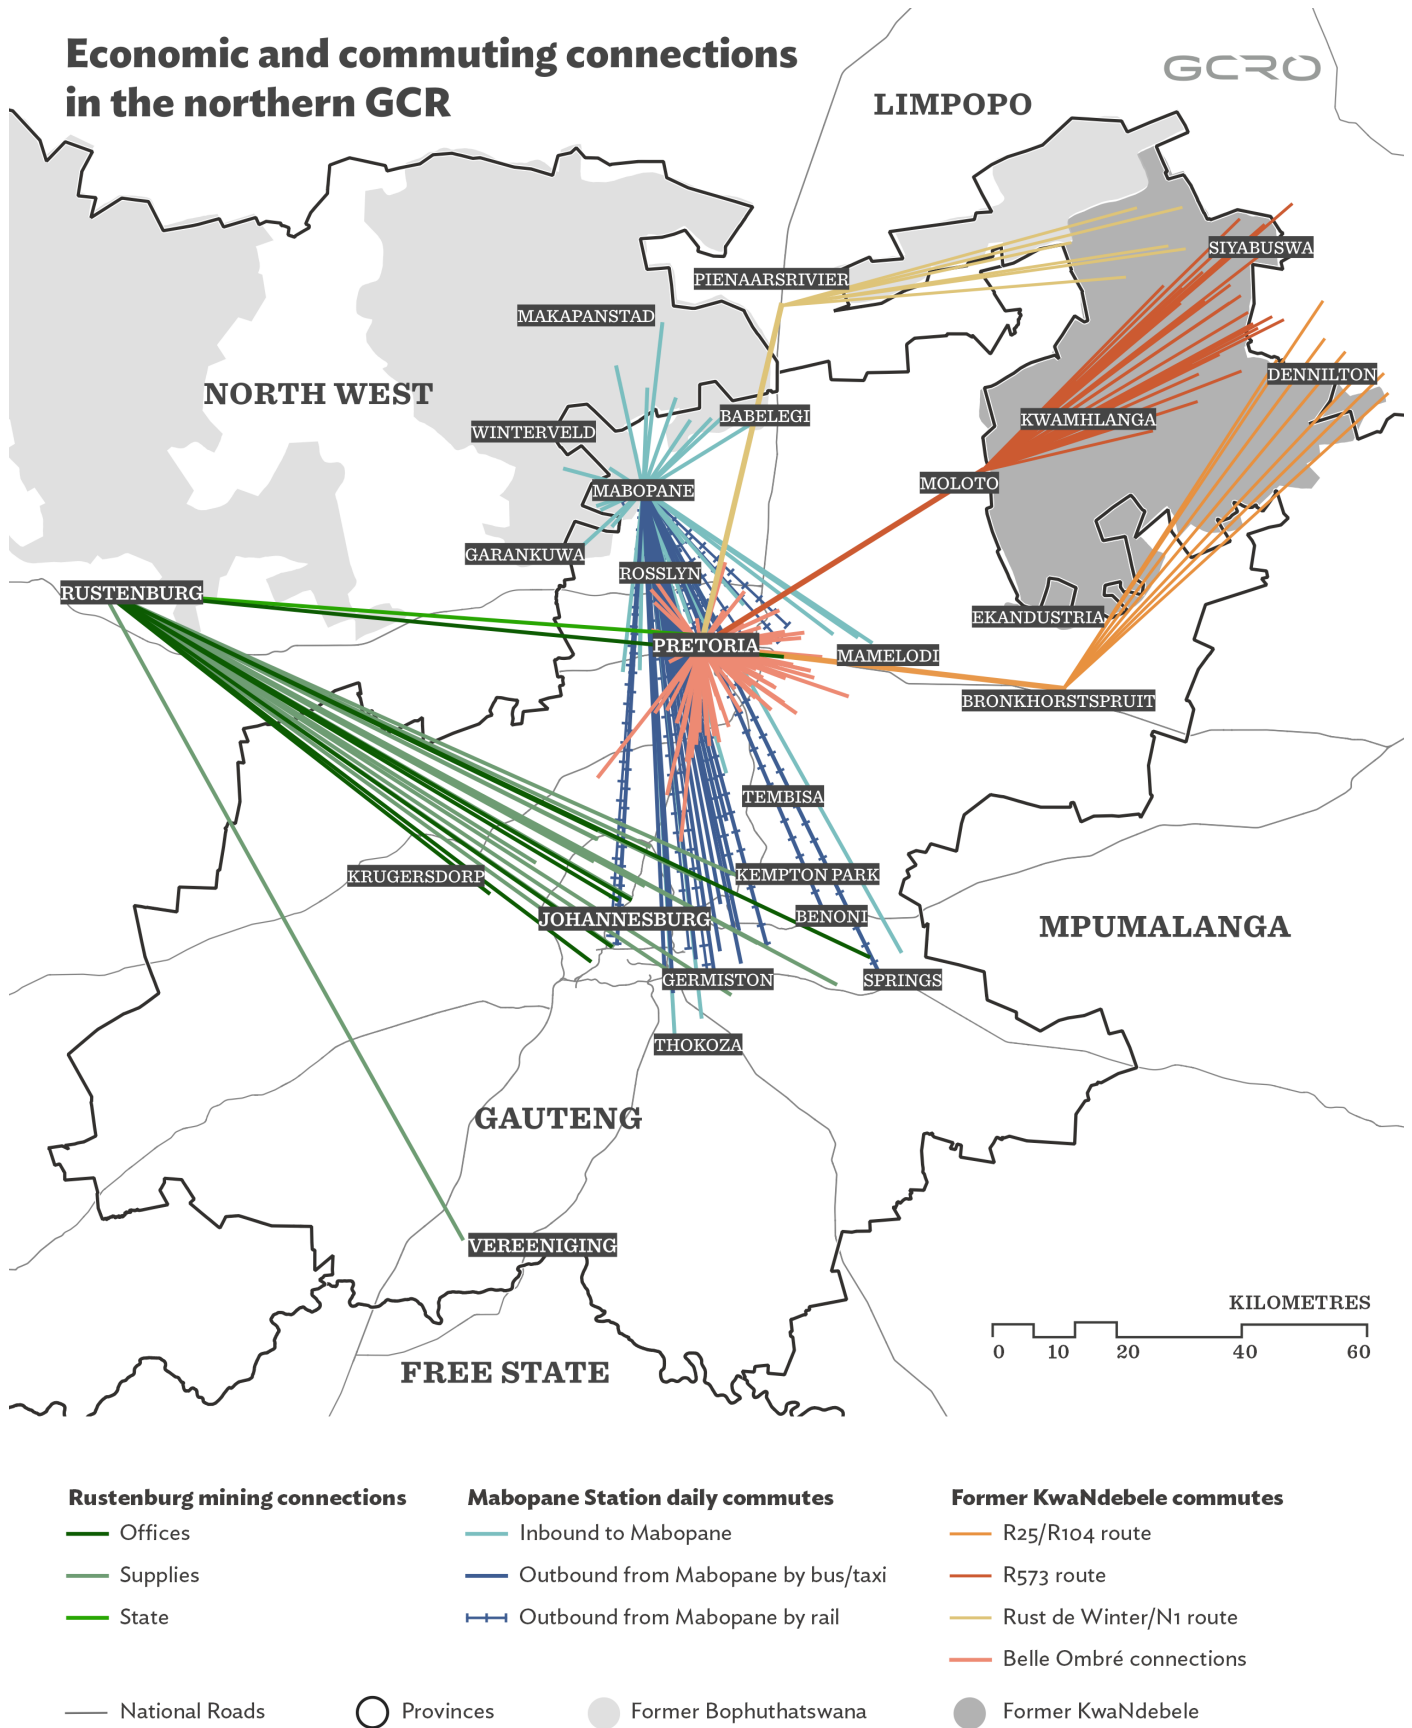 Economic and commuting connections
in the northern GCR
GCRO
LIMPOPO
SIYABUSWA
PIENAARSRIVIER
MAKAPANSTAD
DENNILTON
NORTH WEST
BABELEGI
KWAMHLANGA
WINTERVELD
MOLOTO
MABOPANE
GARANKUWA
ROSSLYN
RUSTENBURG
EKANDUSTRIA
PRETORIA
MAMELODI
BRONKHORSTSPRUIT
TEMBISA
KRUGERSDORP
KEMPTON PARK
JOHANNESBURG
BENONI
MPUMALANGA
GERMISTON
SPRINGS
THOKOZA
GAUTENG
VEREENIGING
KILOMETRES
0 10 20 40 60
FREE STATE
Rustenburg mining connections
Offices
Supplies
State
Mabopane Station daily commutes
Inbound to Mabopane
Outbound from Mabopane by bus/taxi
Outbound from Mabopane by rail
Former KwaNdebele commutes
R25/R104 route
R573 route
Rust de Winter/N1 route
Belle Ombré connections
National Roads
Provinces
Former Bophuthatswana
Former KwaNdebele